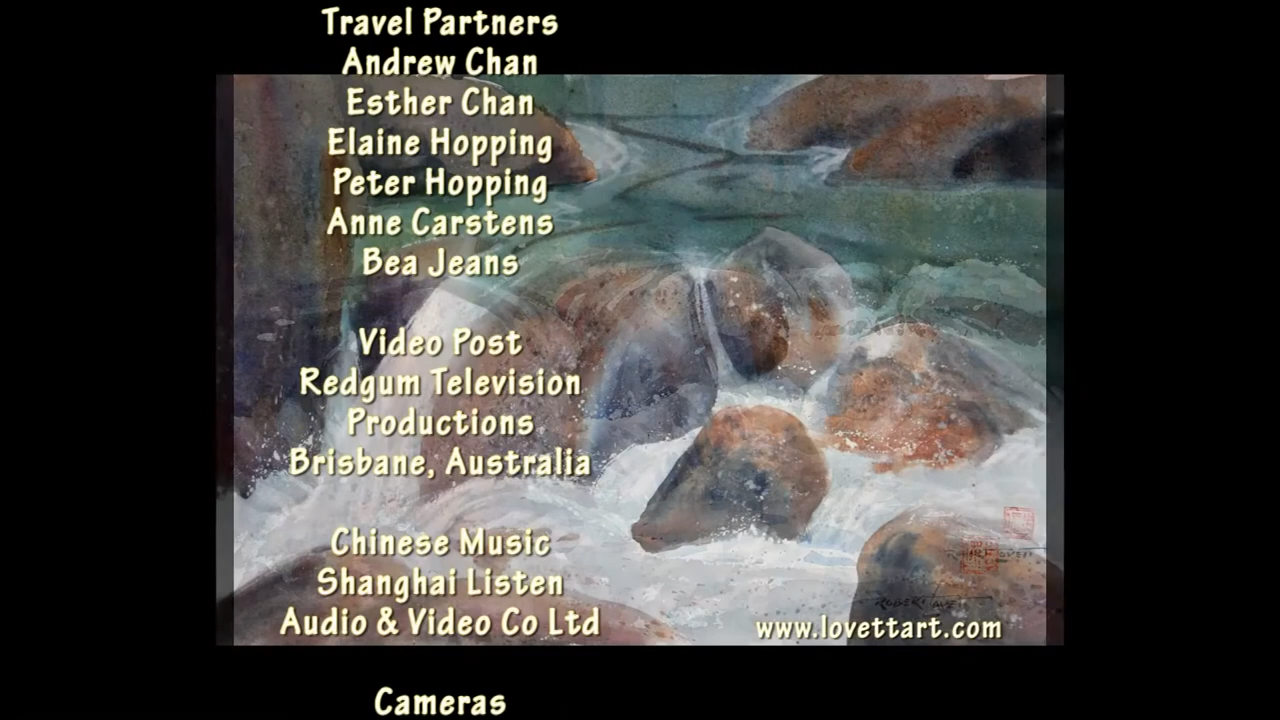 Travel Partners
Andrew Chan
Esther Chan
Elaine Hopping
Peter Hopping
Anne Carstens
Bea Jeans
Video Post
Redgum Television
Productions
Brisbane, Australia
Chinese Music
Shanghai Listen
Audio & Video Co Ltd
www.lovettart.com
Cameras